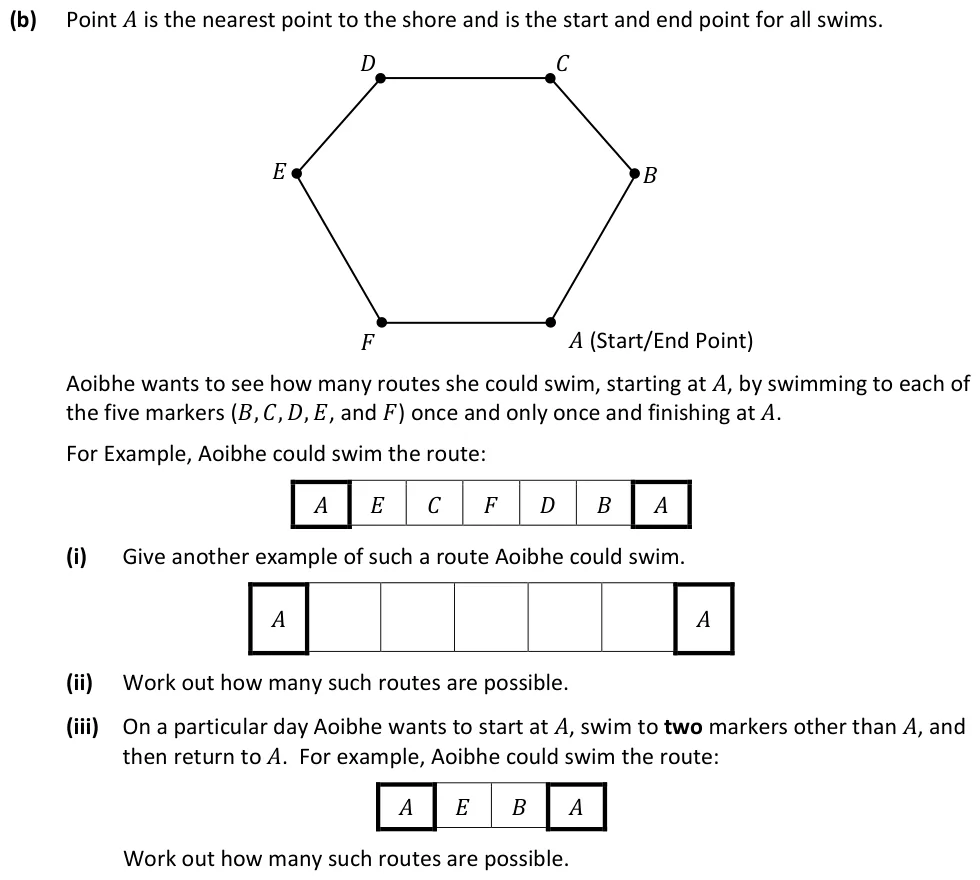 (b) Point A is the nearest point to the shore and is the start and end point for all swims.
D C
E B
F A (Start/End Point)
Aoibhe wants to see how many routes she could swim, starting at A, by swimming to each of
the five markers (B, C, D, E, and F) once and only once and finishing at A.
For Example, Aoibhe could swim the route:
A E C F D B A
(i) Give another example of such a route Aoibhe could swim.
A A
(ii) Work out how many such routes are possible.
(iii) On a particular day Aoibhe wants to start at A, swim to two markers other than A, and
then return to A. For example, Aoibhe could swim the route:
A E B A
Work out how many such routes are possible.